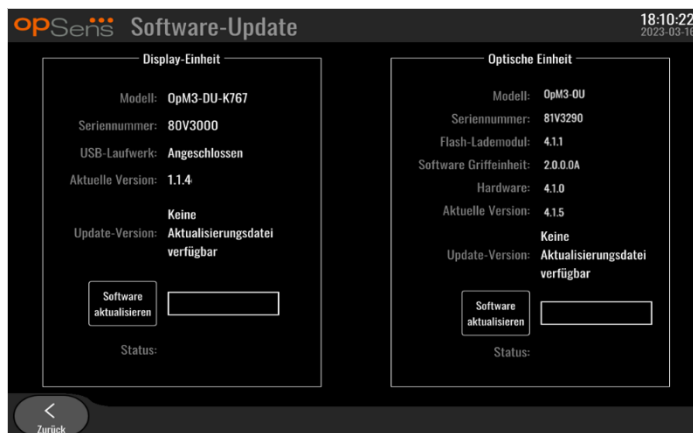 opSens Software-Update
18:10:22
2023-03-16
Display-Einheit
Modell: OpM3-DU-K767
Seriennummer: 80V3000
USB-Laufwerk: Angeschlossen
Aktuelle Version: 1.1.4
Keine
Update-Version: Aktualisierungsdatei
verfügbar
Software
aktualisieren
Status:
Optische Einheit
Modell: OpM3-OU
Seriennummer: 81V3290
Flash-Lademodul: 4.1.1
Software Griffeinheit: 2.0.0.0A
Hardware: 4.1.0
Aktuelle Version: 4.1.5
Keine
Update-Version: Aktualisierungsdatei
verfügbar
Software
aktualisieren
Status:
Zurück